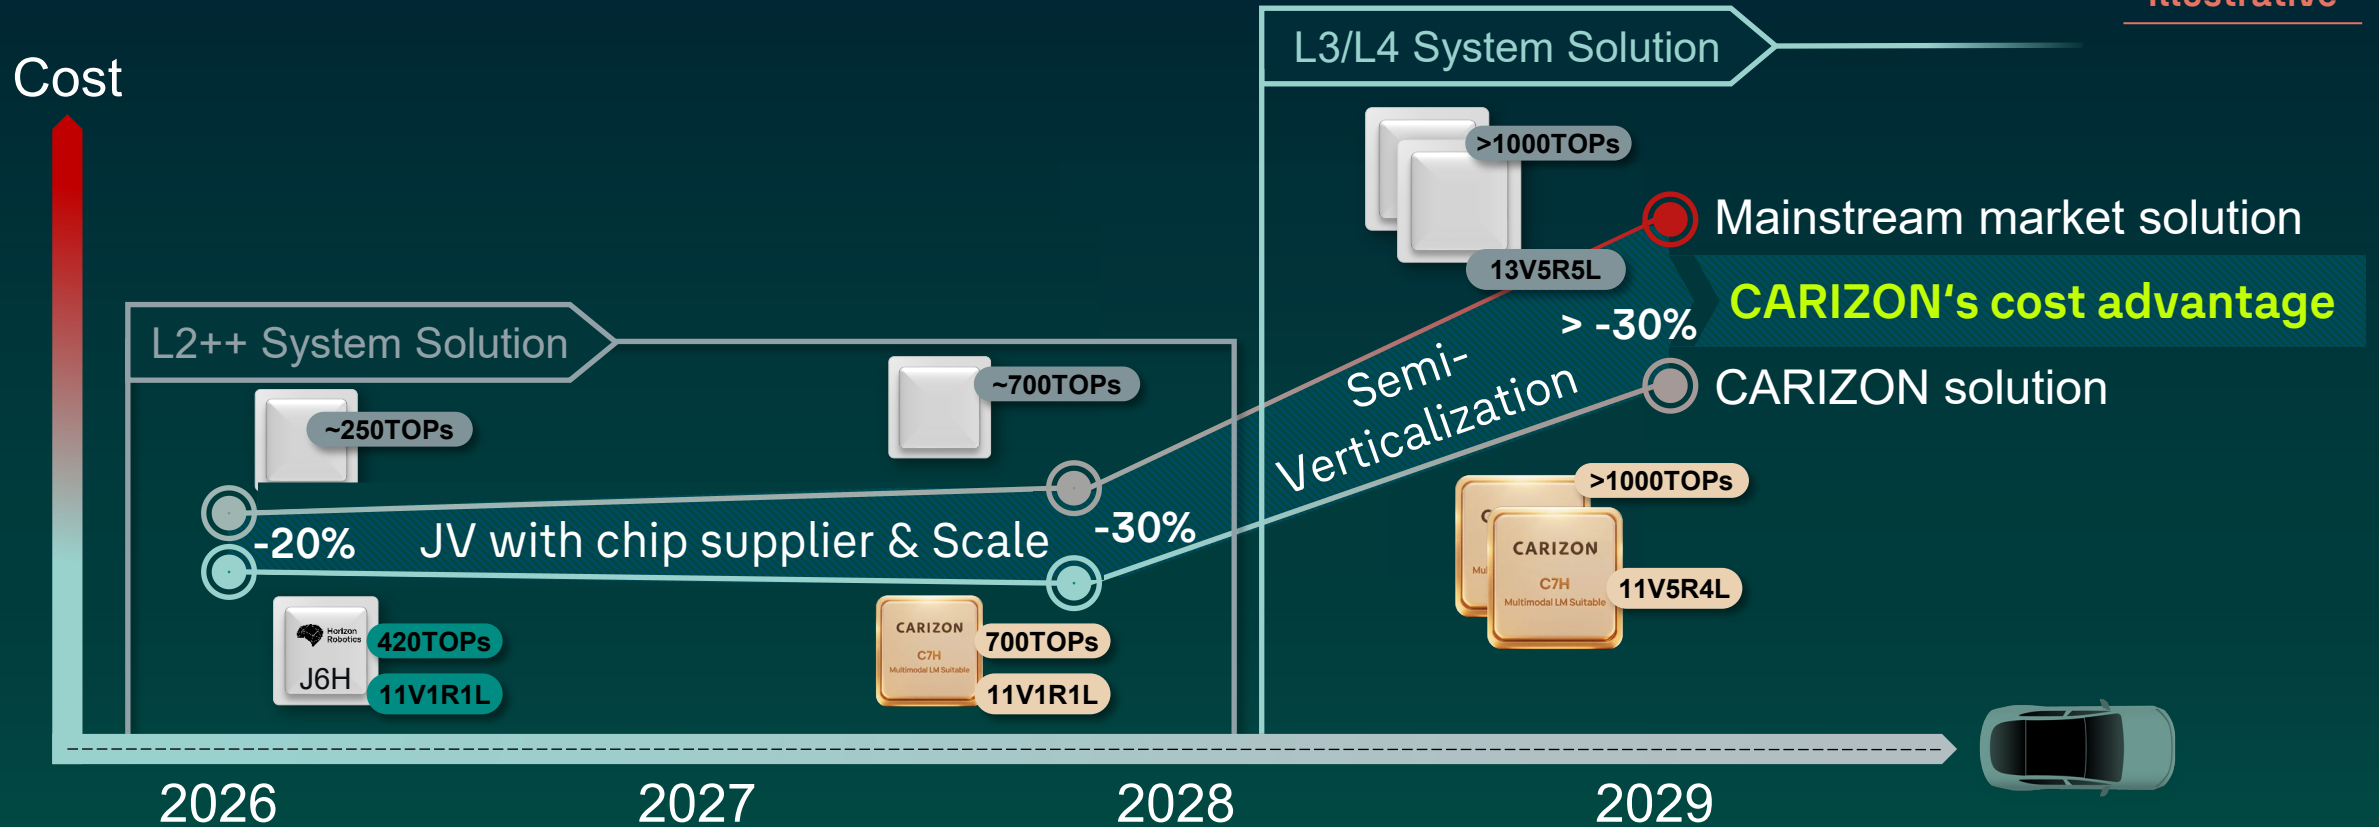 Illustrative
Cost
L3/L4 System Solution
>1000TOPs
13V5R5L
Mainstream market solution
CARIZON‘s cost advantage
> -30%
CARIZON solution
L2++ System Solution
~250TOPs
~700TOPs
Semi-
Verticalization
-20%
JV with chip supplier & Scale
-30%
Horizon
Robotics
J6H
420TOPs
11V1R1L
CARIZON
C7H
Multimodal LM Suitable
700TOPs
11V1R1L
>1000TOPs
C
Mul
CARIZON
C7H
Multimodal LM Suitable
11V5R4L
2026
2027
2028
2029